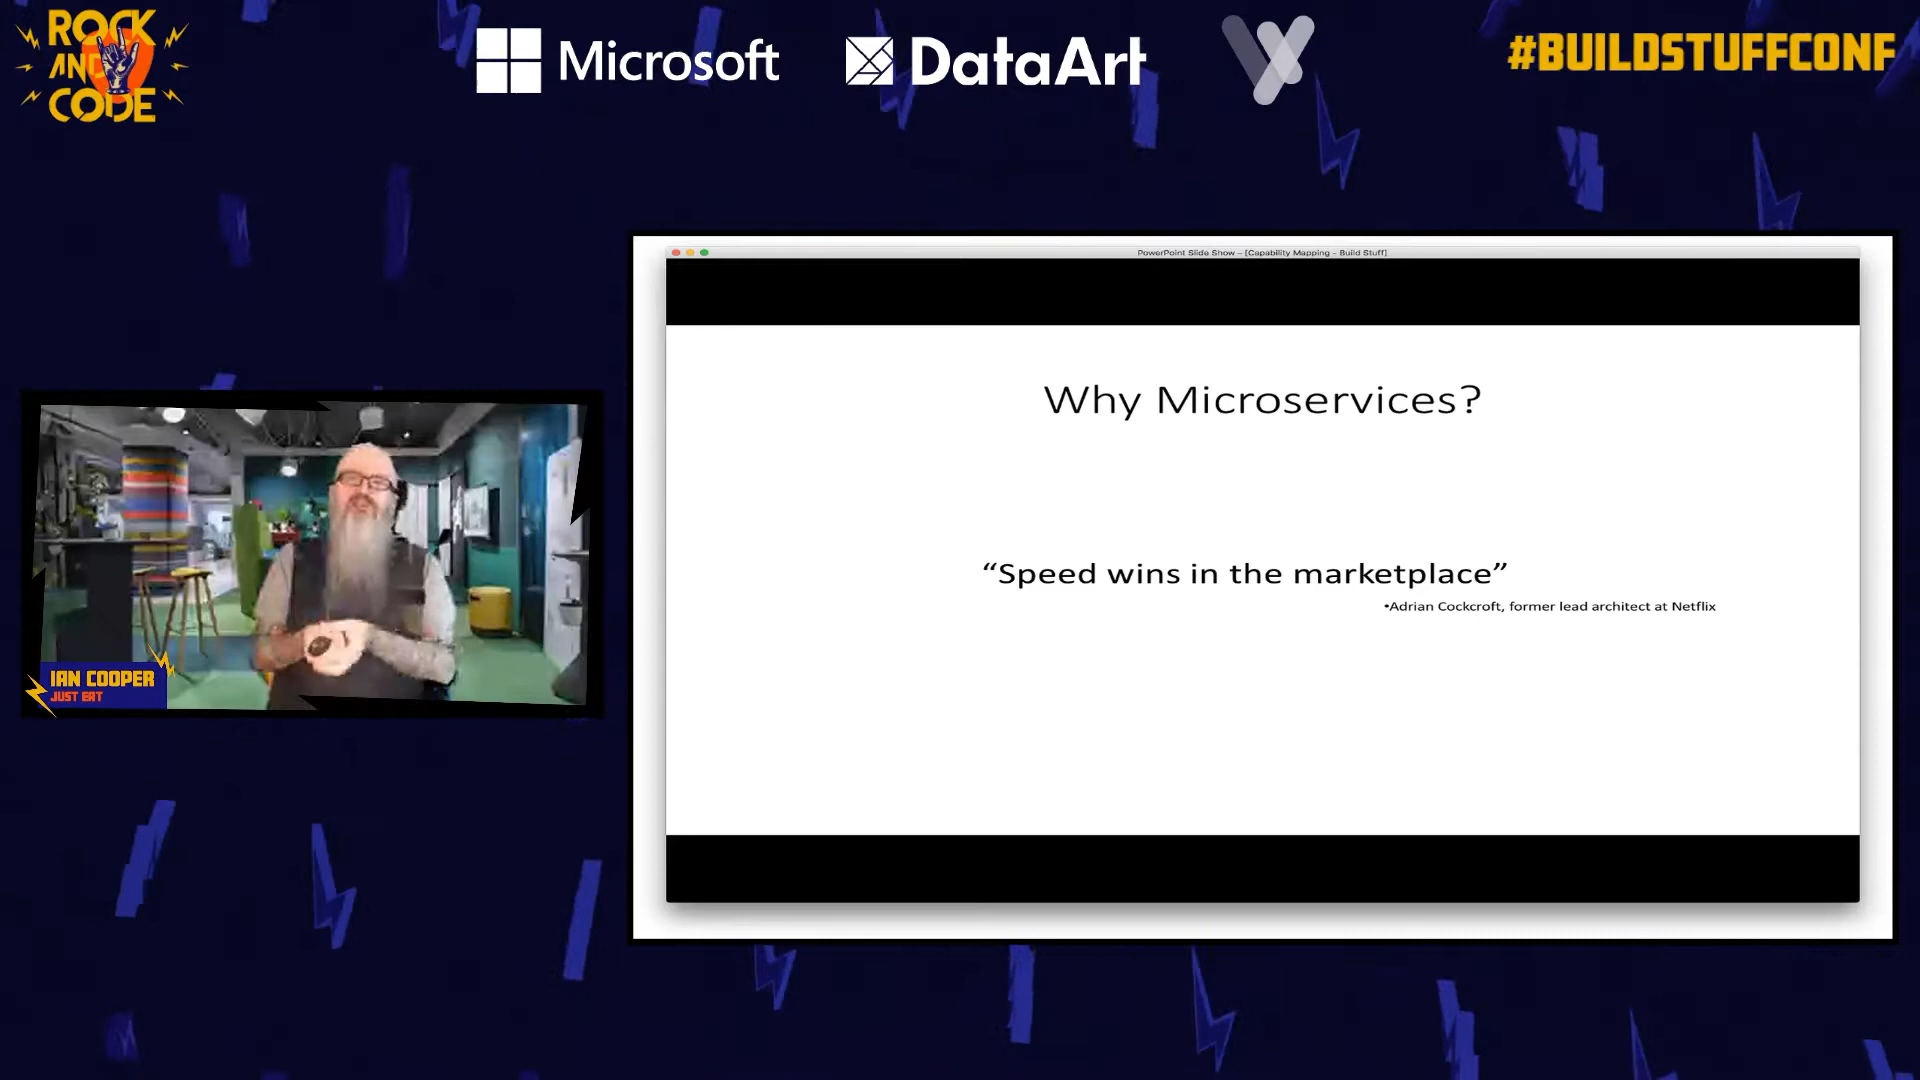 ROCK
AND
CODE
Microsoft
DataArt
#BUILDSTUFFCONF
PowerPoint Slide Show - [Capability Mapping - Build Stuff]
Why Microservices?
“Speed wins in the marketplace”
•Adrian Cockcroft, former lead architect at Netflix
IAN COOPER
JUST EAT